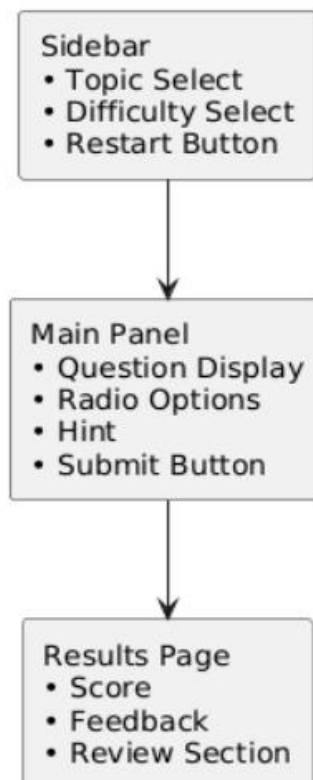 Sidebar
• Topic Select
• Difficulty Select
• Restart Button
Main Panel
• Question Display
• Radio Options
• Hint
• Submit Button
Results Page
• Score
• Feedback
• Review Section